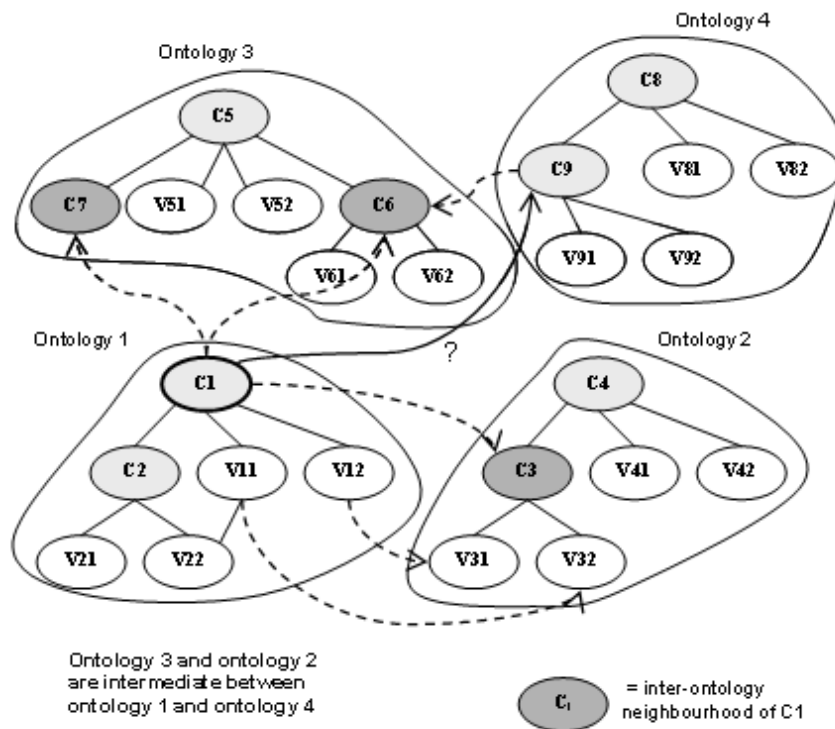 Ontology 3
Ontology 4
C5
C8
C7
V51
V52
C6
C9
V81
V82
V61
V62
V91
V92
Ontology 1
?
Ontology 2
C1
C4
C2
V11
V12
C3
V41
V42
V21
V22
V31
V32
Ontology 3 and ontology 2
are intermediate between
ontology 1 and ontology 4
Ci
= inter-ontology
neighbourhood of C1